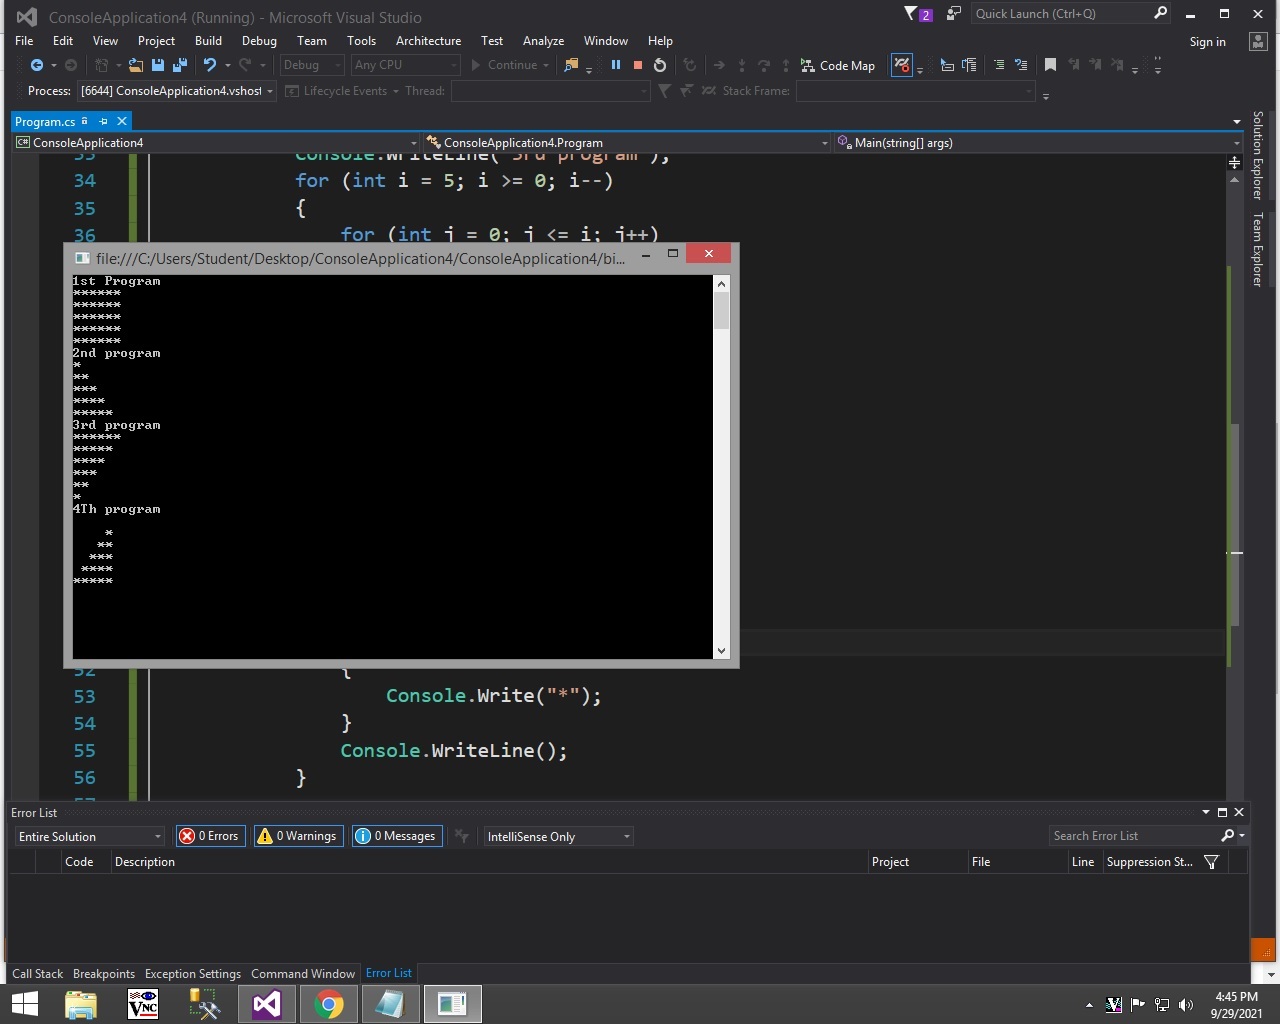 ConsoleApplication4 (Running) - Microsoft Visual Studio
2
Quick Launch (Ctrl+Q)
File Edit View Project Build Debug Team Tools Architecture Test Analyze Window Help
Sign in
Debug Any CPU Continue Code Map
Process: [6644] ConsoleApplication4.vshost Lifecycle Events Thread: Stack Frame:
Program.cs
ConsoleApplication4 ConsoleApplication4.Program Main(string[] args)
Solution Explorer
Team Explorer
33 Console.WriteLine("3rd program");
34 for (int i = 5; i >= 0; i--)
35 {
36 for (int j = 0; j <= i; j++)
file:///C:/Users/Student/Desktop/ConsoleApplication4/ConsoleApplication4/bi...
1st Program
******
******
******
******
******
2nd program
*
**
***
****
*****
3rd program
******
*****
****
***
**
*
4Th program
*
**
***
****
*****
52 {
53 Console.Write("*");
54 }
55 Console.WriteLine();
56 }
Error List
Entire Solution 0 Errors 0 Warnings 0 Messages IntelliSense Only Search Error List
Code Description Project File Line Suppression St...
Call Stack Breakpoints Exception Settings Command Window Error List
VNC
4:45 PM
9/29/2021